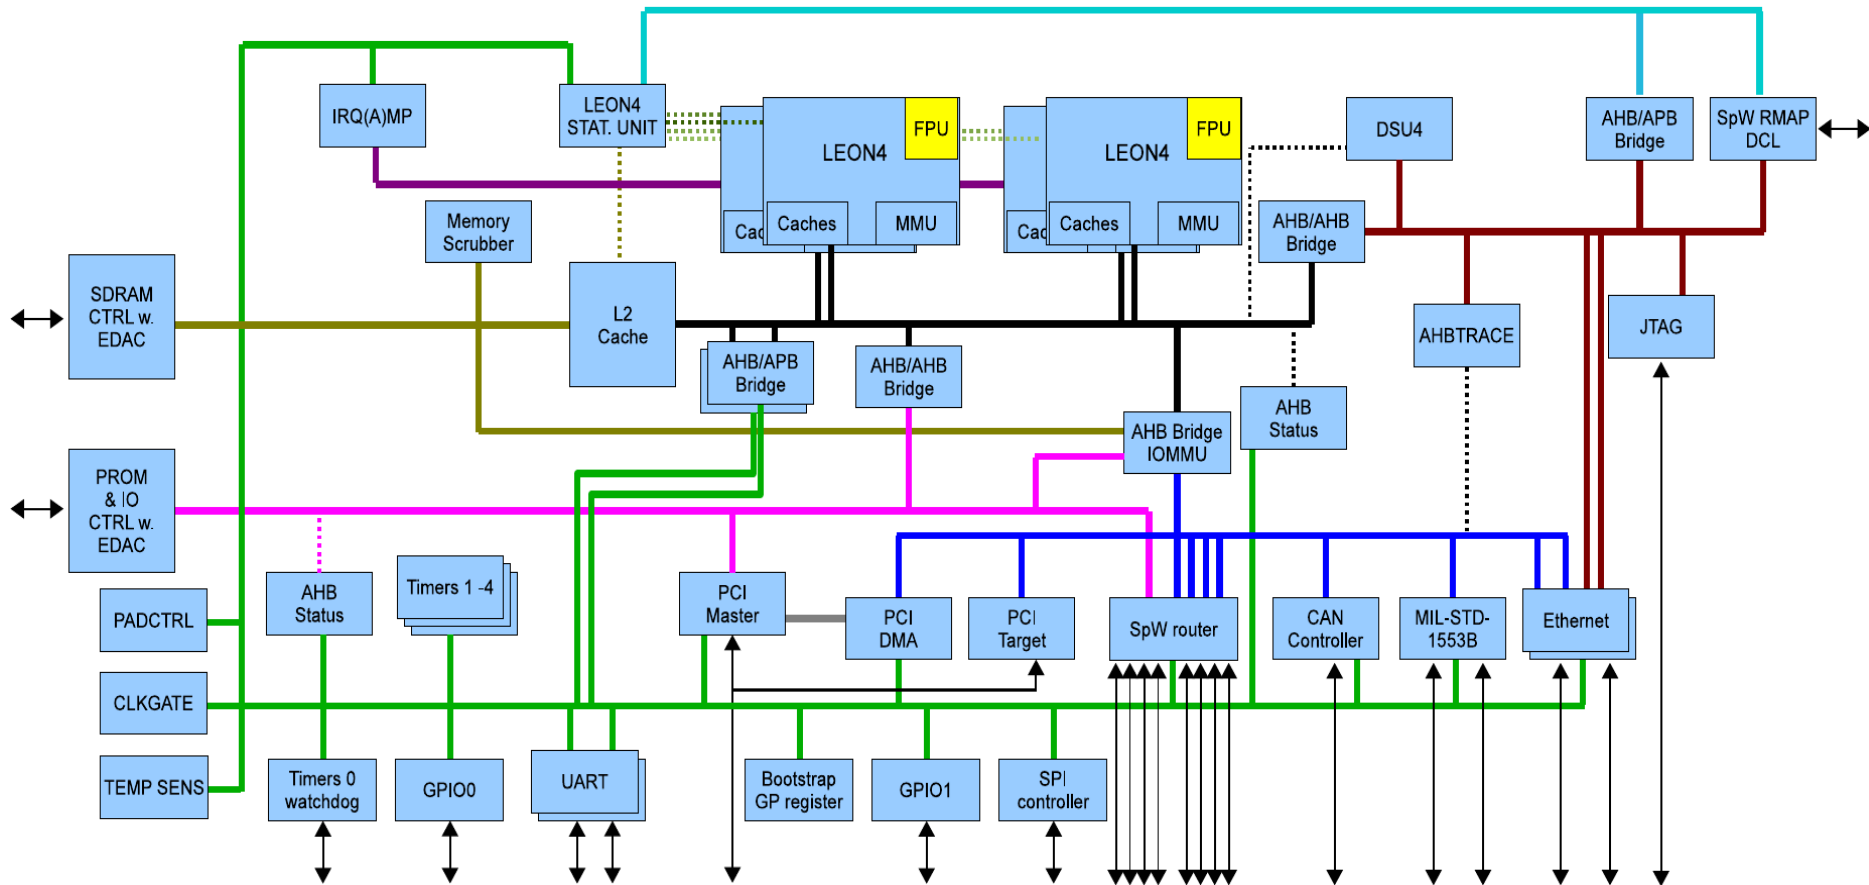 IRQ(A)MP
LEON4
STAT. UNIT
FPU
LEON4
Cac
Caches
MMU
FPU
LEON4
Cac
Caches
MMU
DSU4
AHB/APB
Bridge
SpW RMAP
DCL
Memory
Scrubber
AHB/AHB
Bridge
SDRAM
CTRL w.
EDAC
L2
Cache
AHB/APB
Bridge
AHB/AHB
Bridge
AHBTRACE
JTAG
AHB Bridge
IOMMU
AHB
Status
PROM
& IO
CTRL w.
EDAC
PADCTRL
AHB
Status
Timers 1 -4
PCI
Master
PCI
DMA
PCI
Target
SpW router
CAN
Controller
MIL-STD-
1553B
Ethernet
CLKGATE
TEMP SENS
Timers 0
watchdog
GPIO0
UART
Bootstrap
GP register
GPIO1
SPI
controller